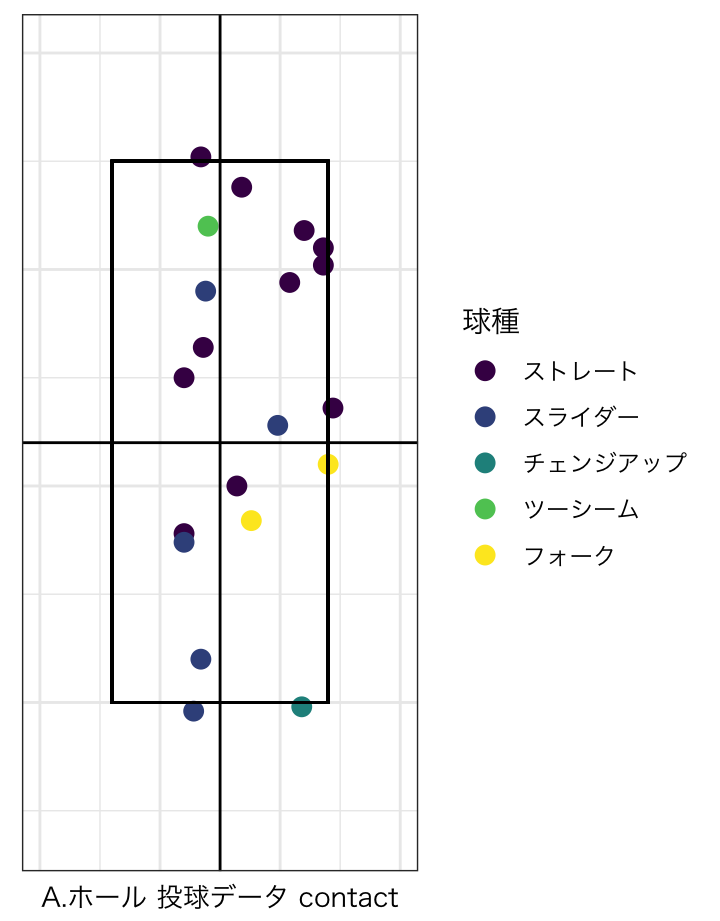 球種
ストレート
スライダー
チェンジアップ
ツーシーム
フォーク
A.ホール 投球データ contact